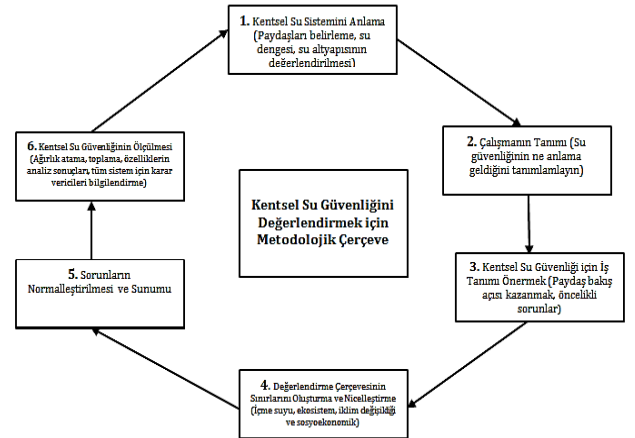 1. Kentsel Su Sistemini Anlama
(Paydaşları belirleme, su
dengesi, su altyapısının
değerlendirilmesi)
2. Çalışmanın Tanımı (Su
güvenliğinin ne anlama
geldiğini tanımlamlayın)
3. Kentsel Su Güvenliği için İş
Tanımı Önermek (Paydaş bakış
açısı kazanmak, öncelikli
sorunlar)
4. Değerlendirme Çerçevesinin
Sınırlarını Oluşturma ve Nicelleştirme
(İçme suyu, ekosistem, iklim değişikliği
ve sosyoekonomik)
5. Sorunların
Normalleştirilmesi ve Sunumu
6. Kentsel Su Güvenliğinin Ölçülmesi
(Ağırlık atama, toplama, özelliklerin
analiz sonuçları, tüm sistem için karar
vericileri bilgilendirme)
Kentsel Su Güvenliğini
Değerlendirmek için
Metodolojik Çerçeve